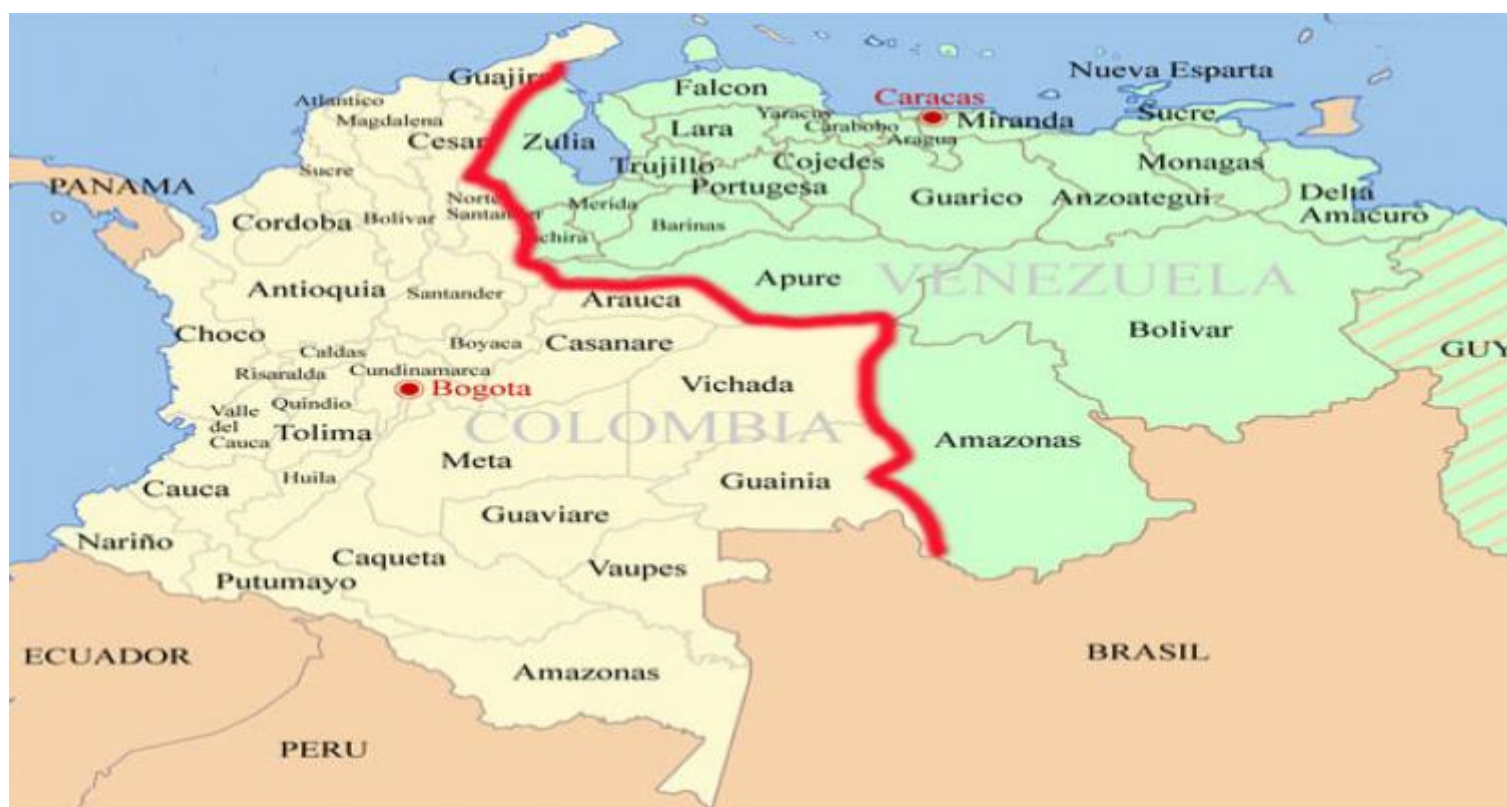 Nueva Esparta
Guajira
Falcon
Caracas
Atlantico
Magdalena
Yaracuy
Sucre
Miranda
Carabobo
Lara
Cesar
Zulia
Aragua
Trujillo
Cojedes
Monagas
Sucre
PANAMA
Portugesa
Guarico
Anzoategui
Delta
Amacuro
Norte
Santander
Merida
Cordoba
Bolivar
Barinas
chira
Apure
VENEZUELA
Antioquia
Santander
Arauca
Choco
Bolivar
Boyaca
Casanare
Caldas
GUY
Risaralda
Cundinamarca
Bogota
Vichada
Valle
del
Cauca
Quindio
Tolima
COLOMBIA
Amazonas
Meta
Huila
Guainia
Cauca
Guaviare
Nariño
Caqueta
Vaupes
Putumayo
ECUADOR
BRASIL
Amazonas
PERU